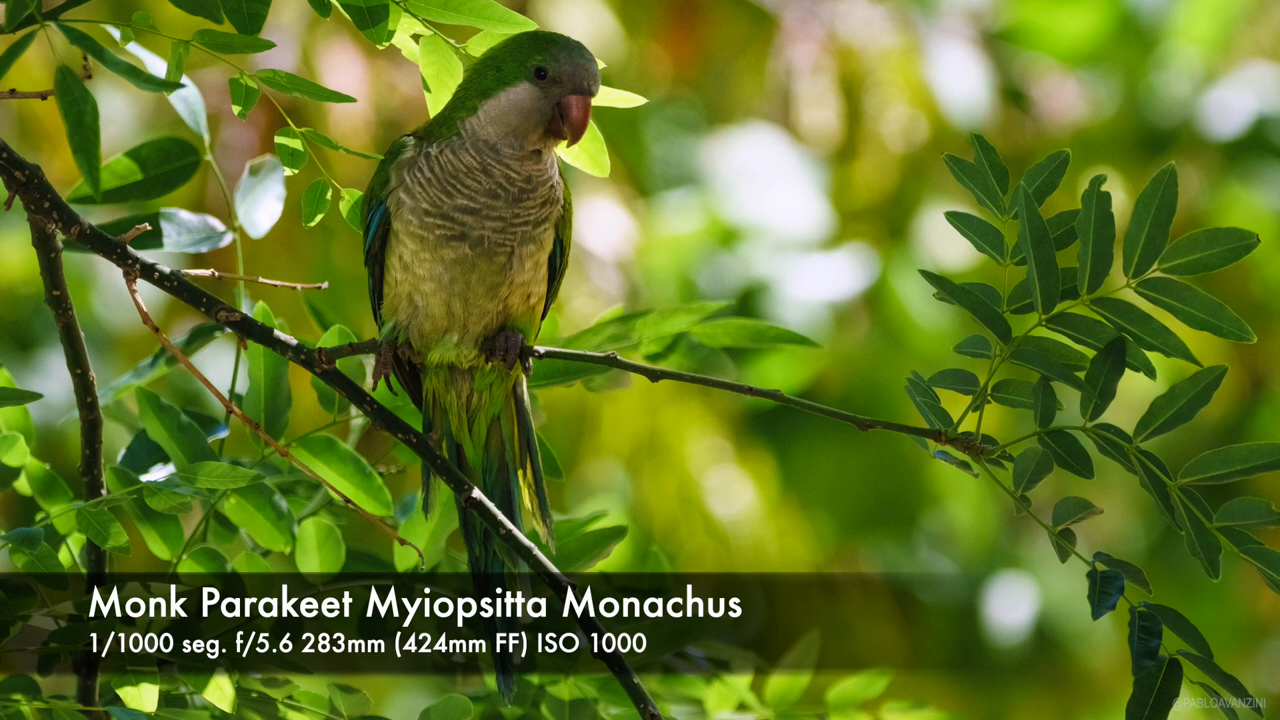 Monk Parakeet Myiopsitta Monachus
1/1000 seg. f/5.6 283mm (424mm FF) ISO 1000
©PABLOAVANZINI